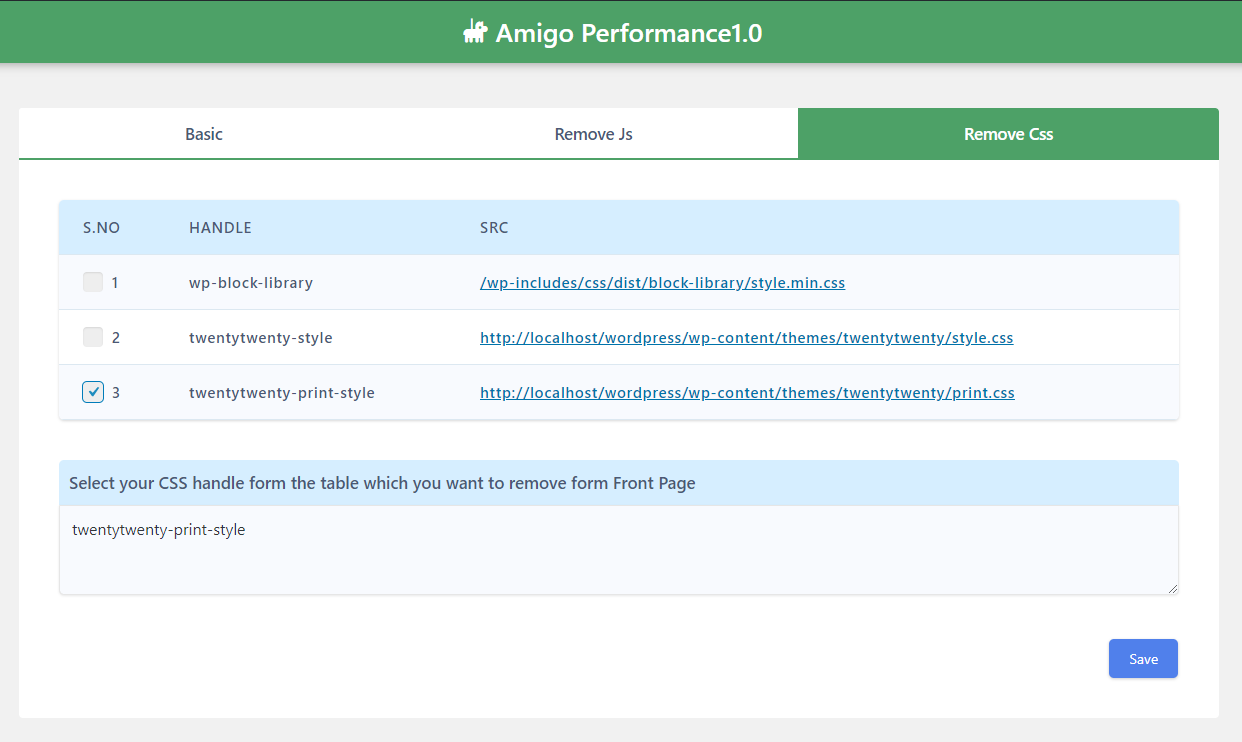 Amigo Performance1.0
Basic Remove Js Remove Css
S.NO HANDLE SRC
1 wp-block-library /wp-includes/css/dist/block-library/style.min.css
2 twentytwenty-style http://localhost/wordpress/wp-content/themes/twentytwenty/style.css
3 twentytwenty-print-style http://localhost/wordpress/wp-content/themes/twentytwenty/print.css
Select your CSS handle form the table which you want to remove form Front Page
twentytwenty-print-style
Save